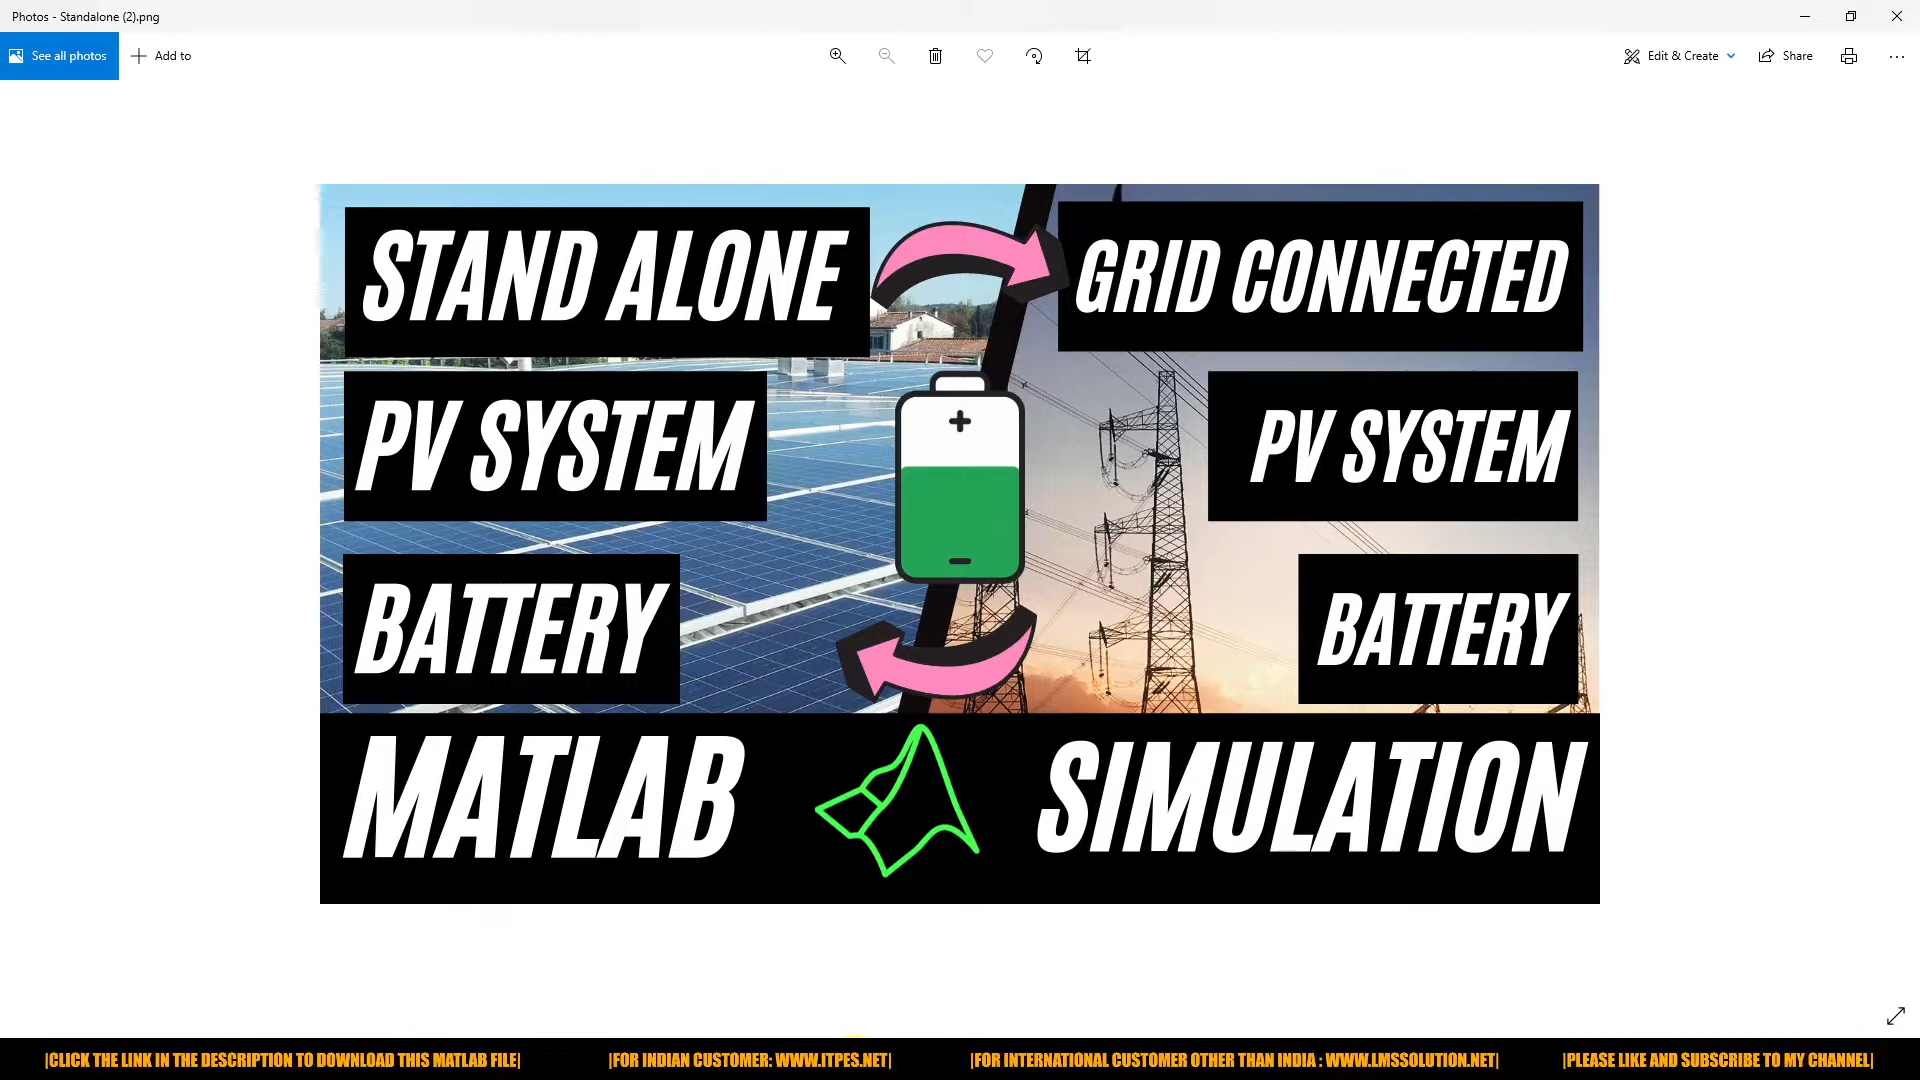 Photos - Standalone (2).png
See all photos
Add to
Edit & Create
Share
STAND ALONE
GRID CONNECTED
PV SYSTEM
PV SYSTEM
BATTERY
BATTERY
MATLAB
SIMULATION
|CLICK THE LINK IN THE DESCRIPTION TO DOWNLOAD THIS MATLAB FILE|
|FOR INDIAN CUSTOMER: WWW.ITPES.NET|
|FOR INTERNATIONAL CUSTOMER OTHER THAN INDIA : WWW.LMSSOLUTION.NET|
|PLEASE LIKE AND SUBSCRIBE TO MY CHANNEL|